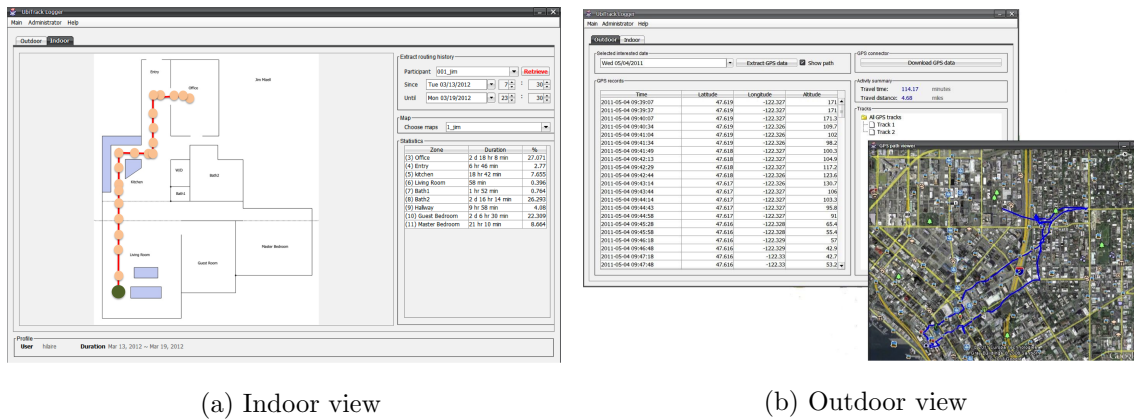 UbiTrack Logger
Main Administrator Help
Outdoor Indoor
Entry
Jim Marell
Office
Kitchen
W/D
Bath1
Bath2
Living Room
Guest Room
Master Bedroom
Extract routing history
Participant 001_jim Retrieve
Since Tue 03/13/2012 7 : 30
Until Mon 03/19/2012 23 : 30
Map
Choose maps 1_jim
Statistics
Zone Duration %
(3) Office 2 d 18 hr 8 min 27.071
(4) Entry 6 hr 46 min 2.77
(5) kitchen 18 hr 42 min 7.655
(6) Living Room 58 min 0.396
(7) Bath1 1 hr 52 min 0.764
(8) Bath2 2 d 16 hr 14 min 26.293
(9) Hallway 9 hr 58 min 4.08
(10) Guest Bedroom 2 d 6 hr 30 min 22.309
(11) Master Bedroom 21 hr 10 min 8.664
Profile
User hilaire Duration Mar 13, 2012 ~ Mar 19, 2012
(a) Indoor view
UbiTrack Logger
Main Administrator Help
Outdoor Indoor
Selected interested date
Wed 05/04/2011 Extract GPS data Show path
GPS connector
Download GPS data
GPS records
Time Latitude Longitude Altitude
2011-05-04 09:39:07 47.619 -122.327 171
2011-05-04 09:39:37 47.619 -122.327 171
2011-05-04 09:40:07 47.619 -122.327 171.3
2011-05-04 09:40:34 47.619 -122.326 109.7
2011-05-04 09:41:04 47.619 -122.326 102
2011-05-04 09:41:34 47.619 -122.326 98.2
2011-05-04 09:41:49 47.618 -122.326 100.3
2011-05-04 09:42:13 47.618 -122.327 104.9
2011-05-04 09:42:29 47.618 -122.327 117.2
2011-05-04 09:42:44 47.618 -122.326 123.6
2011-05-04 09:43:14 47.617 -122.326 130.7
2011-05-04 09:43:44 47.617 -122.327 106
2011-05-04 09:44:14 47.617 -122.327 103.3
2011-05-04 09:44:43 47.617 -122.327 95.8
2011-05-04 09:44:58 47.617 -122.328 91
2011-05-04 09:45:28 47.616 -122.328 65.4
2011-05-04 09:45:58 47.616 -122.328 55.4
2011-05-04 09:46:18 47.616 -122.329 57
2011-05-04 09:46:48 47.616 -122.329 42.9
2011-05-04 09:47:18 47.616 -122.33 42.7
2011-05-04 09:47:48 47.616 -122.33 53.2
Activity summary
Travel time: 114.17 minutes
Travel distance: 4.68 miles
Tracks
All GPS tracks
Track 1
Track 2
GPS path viewer
(b) Outdoor view